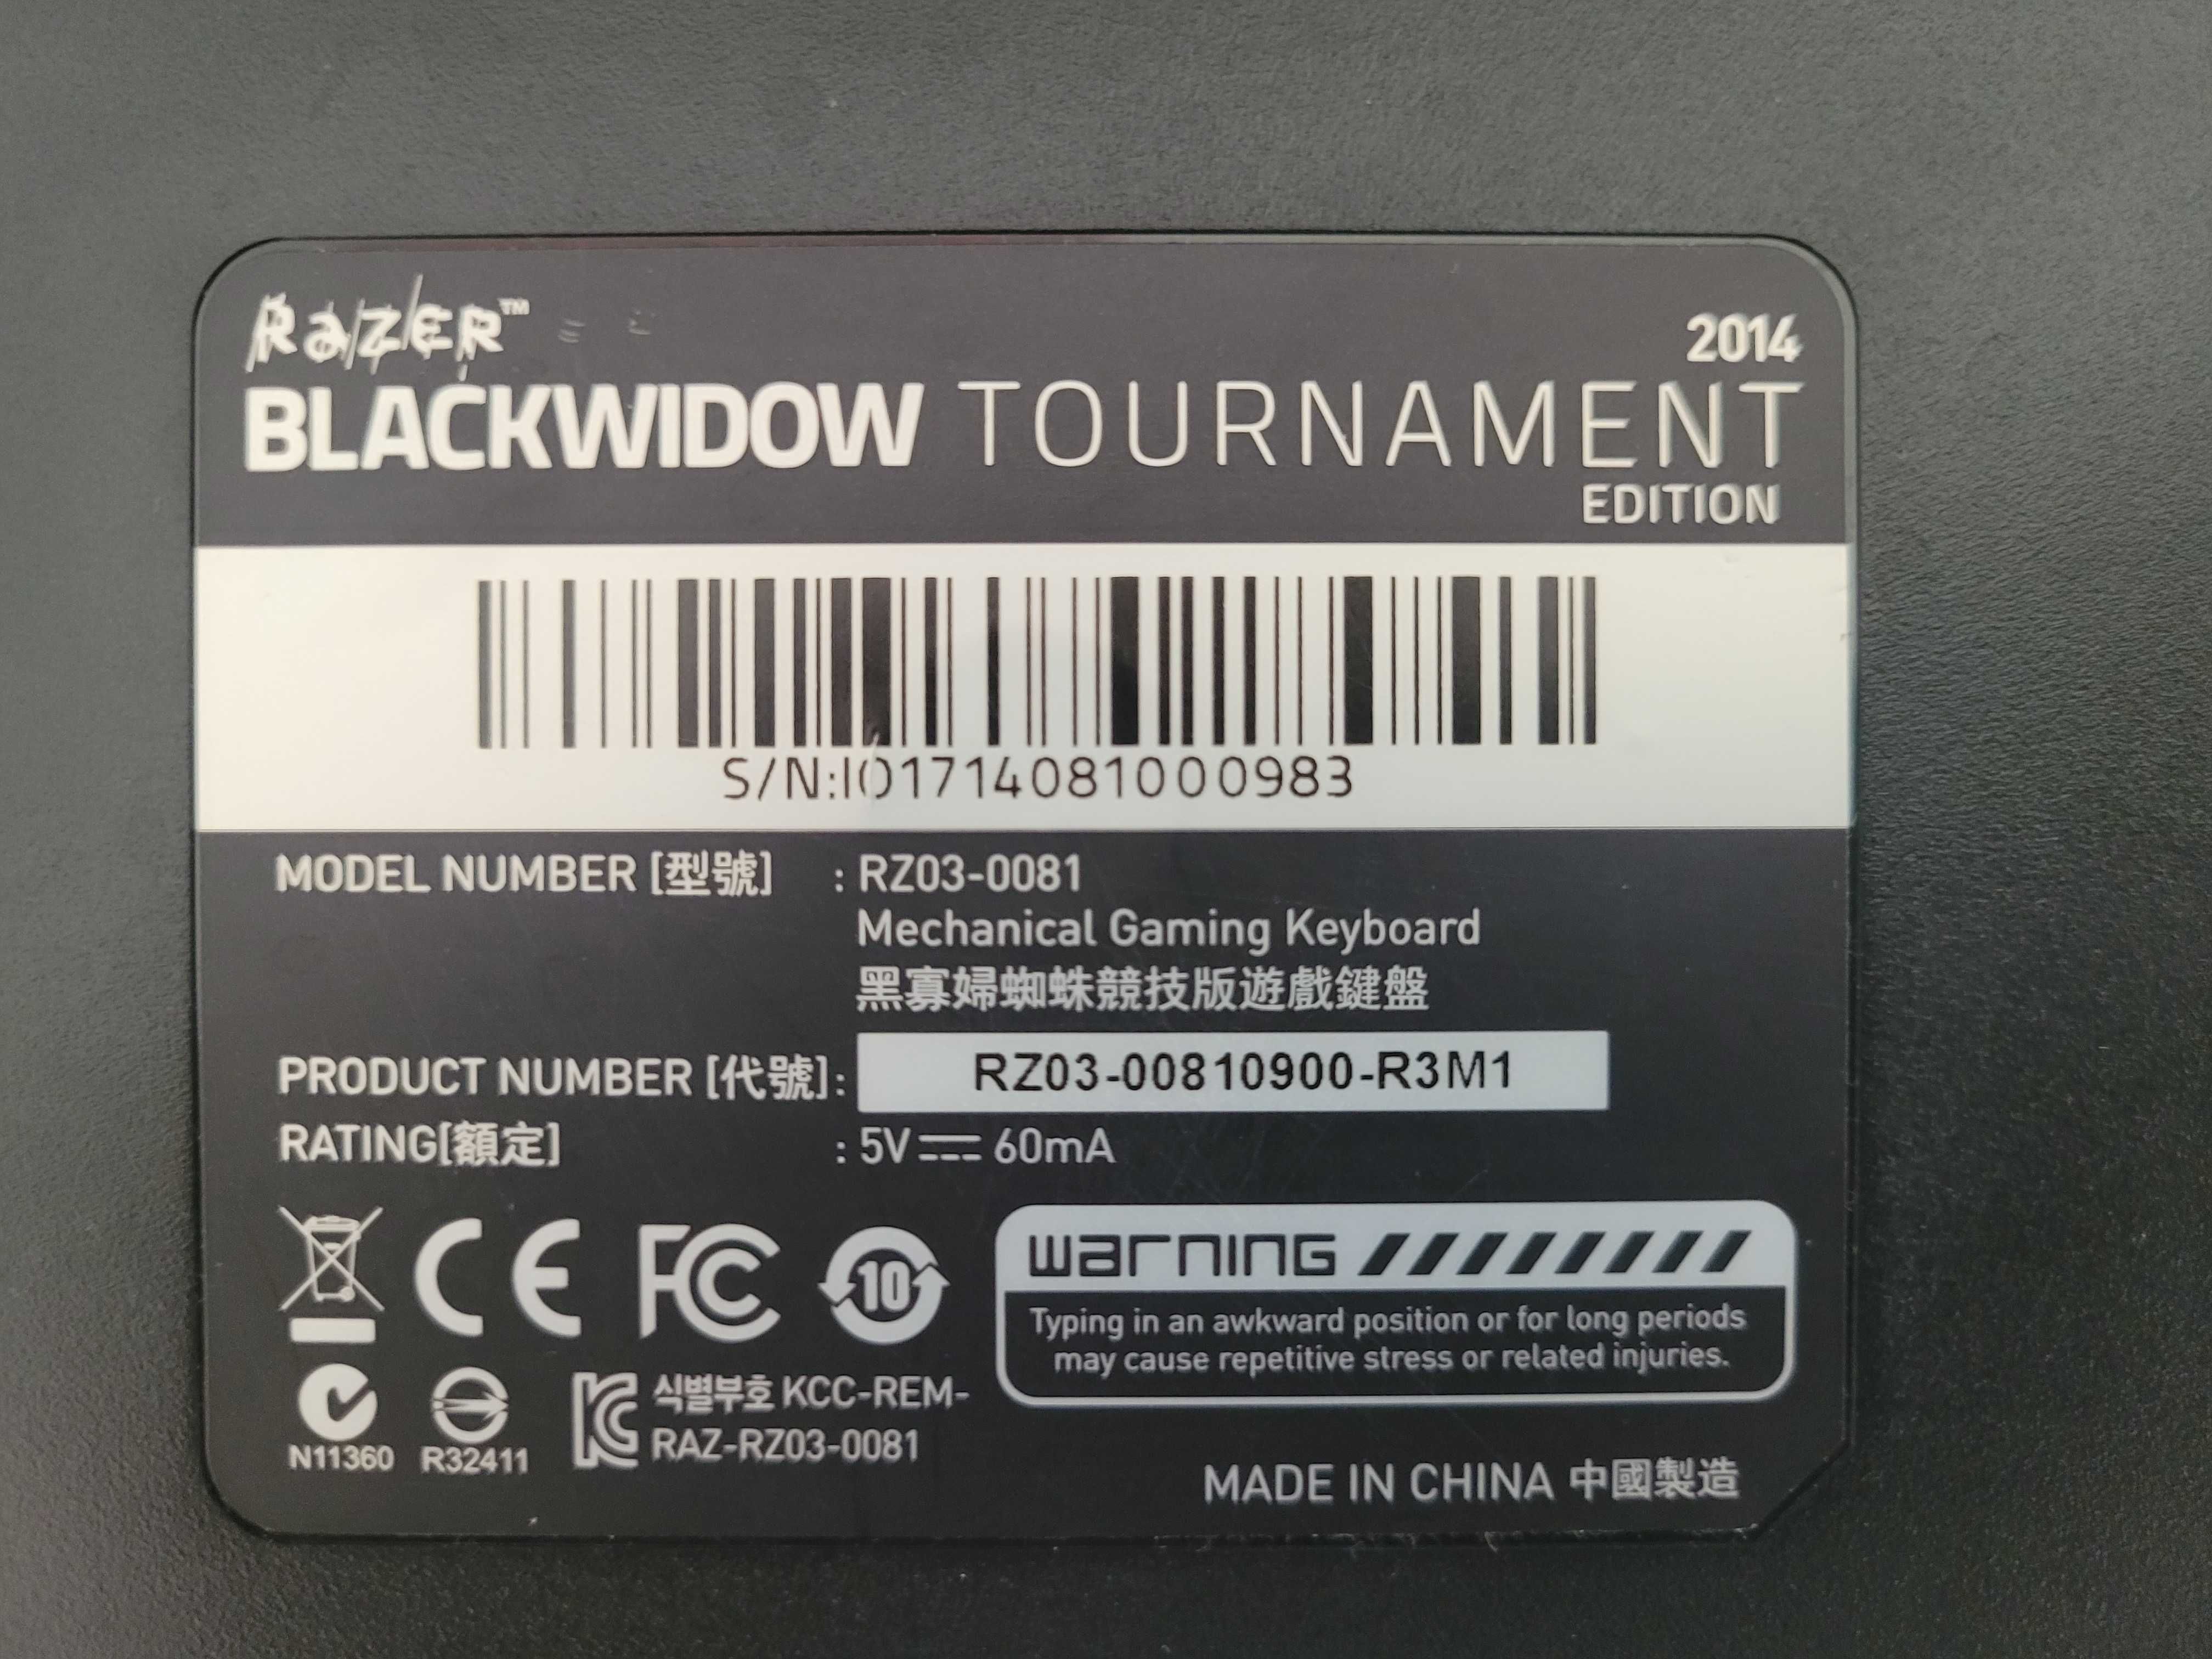 RaZER™
2014
BLACKWIDOW TOURNAMENT
EDITION
S/N:IO1714081000983
MODEL NUMBER [型號] : RZ03-0081
Mechanical Gaming Keyboard
黑寡婦蜘蛛競技版遊戲鍵盤
PRODUCT NUMBER [代號]: RZ03-00810900-R3M1
RATING[額定] : 5V⎓60mA
CE FC 10
warning
Typing in an awkward position or for long periods
may cause repetitive stress or related injuries.
식별부호 KCC-REM-
RAZ-RZ03-0081
N11360 R32411
MADE IN CHINA 中國製造